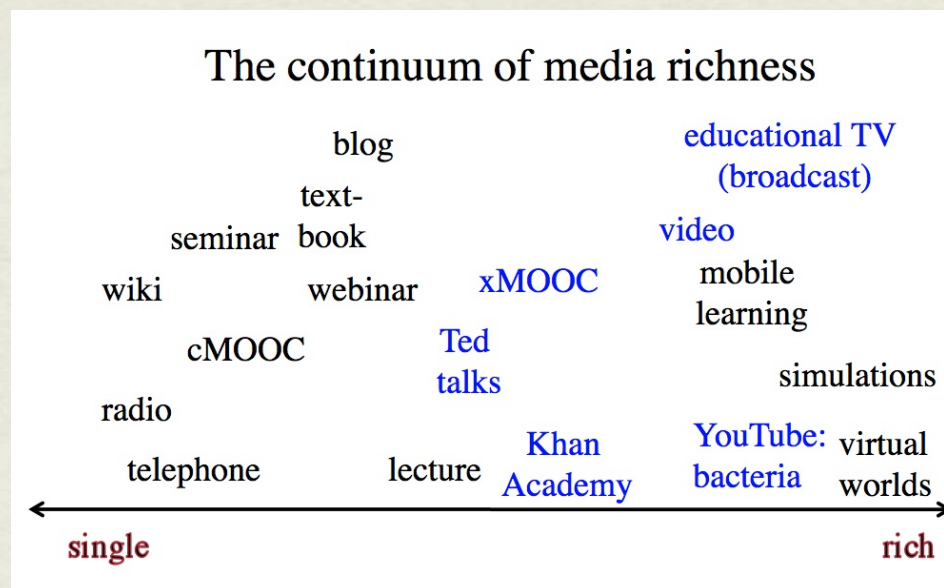 The continuum of media richness
blog
educational TV
(broadcast)
text-
book
seminar
video
wiki
webinar
xMOOC
mobile
learning
cMOOC
Ted
talks
simulations
radio
telephone
lecture
Khan
Academy
YouTube:
bacteria
virtual
worlds
single
rich